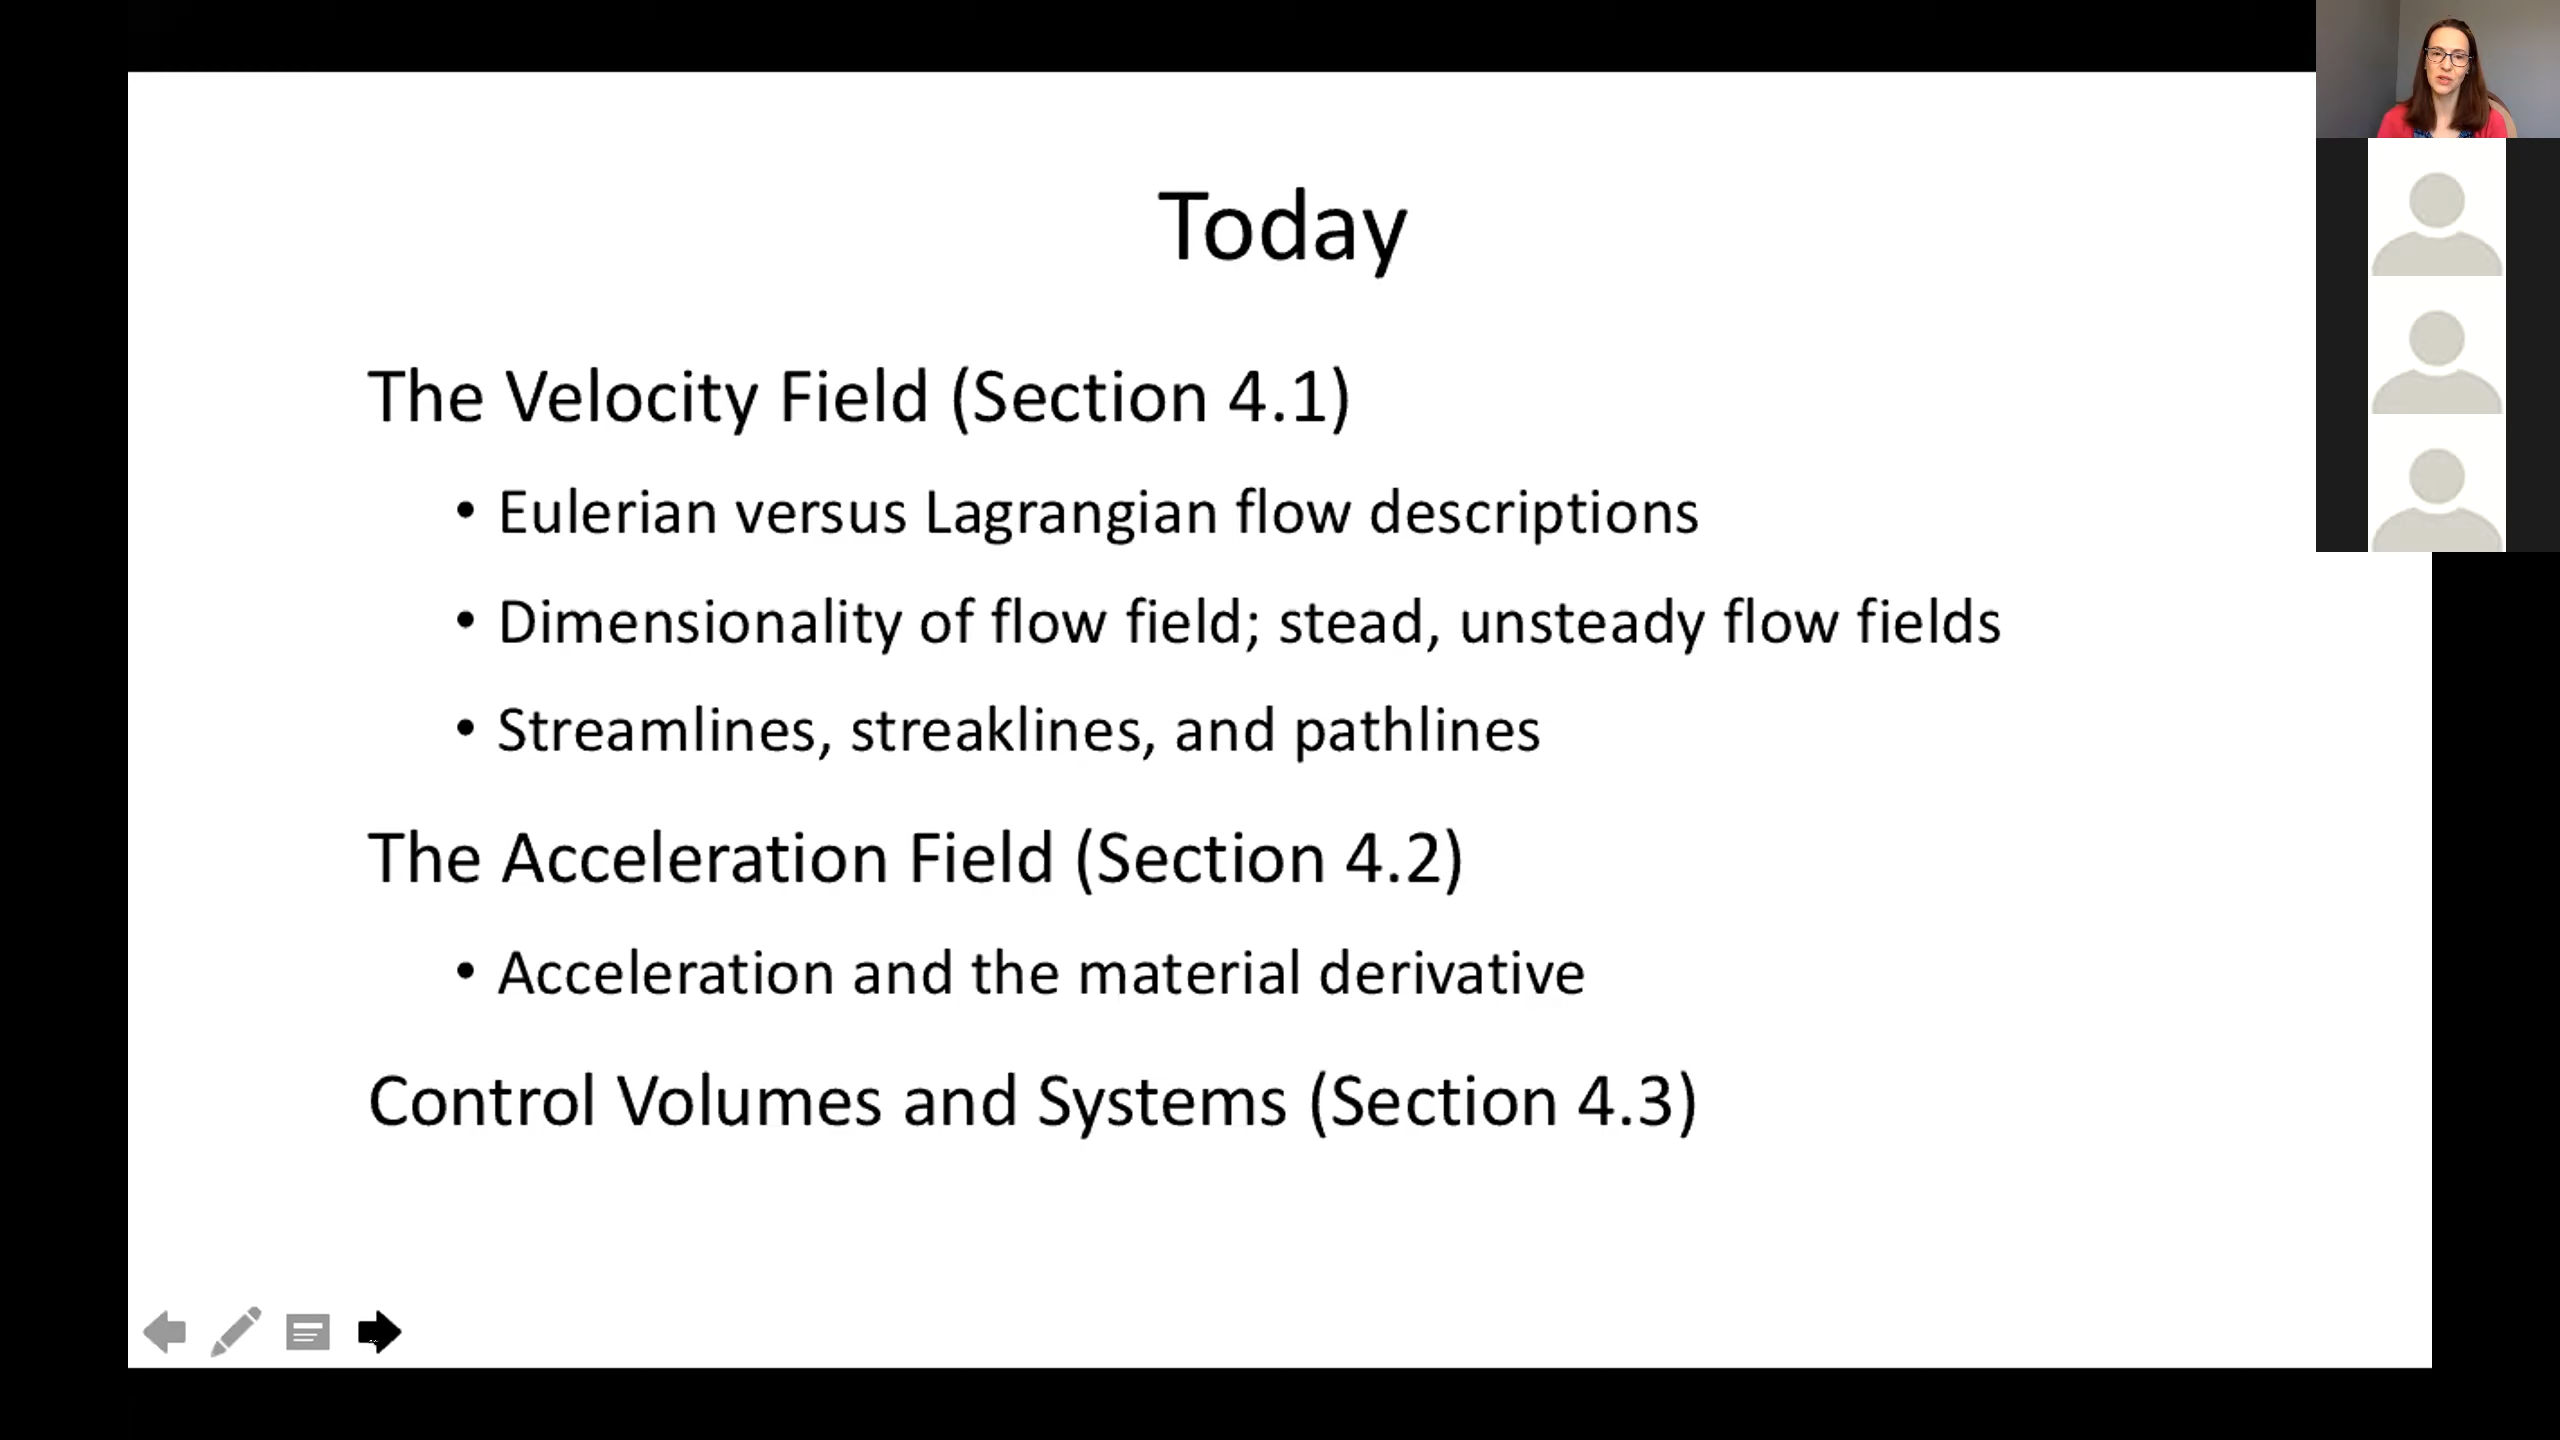 Today
The Velocity Field (Section 4.1)
• Eulerian versus Lagrangian flow descriptions
• Dimensionality of flow field; stead, unsteady flow fields
• Streamlines, streaklines, and pathlines
The Acceleration Field (Section 4.2)
• Acceleration and the material derivative
Control Volumes and Systems (Section 4.3)